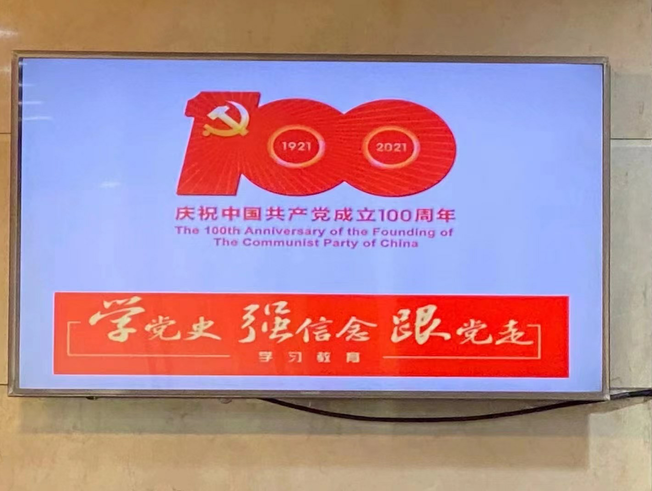 100
1921 2021
庆祝中国共产党成立100周年
The 100th Anniversary of the Founding of
The Communist Party of China
学党史 强信念 跟党走
学习教育